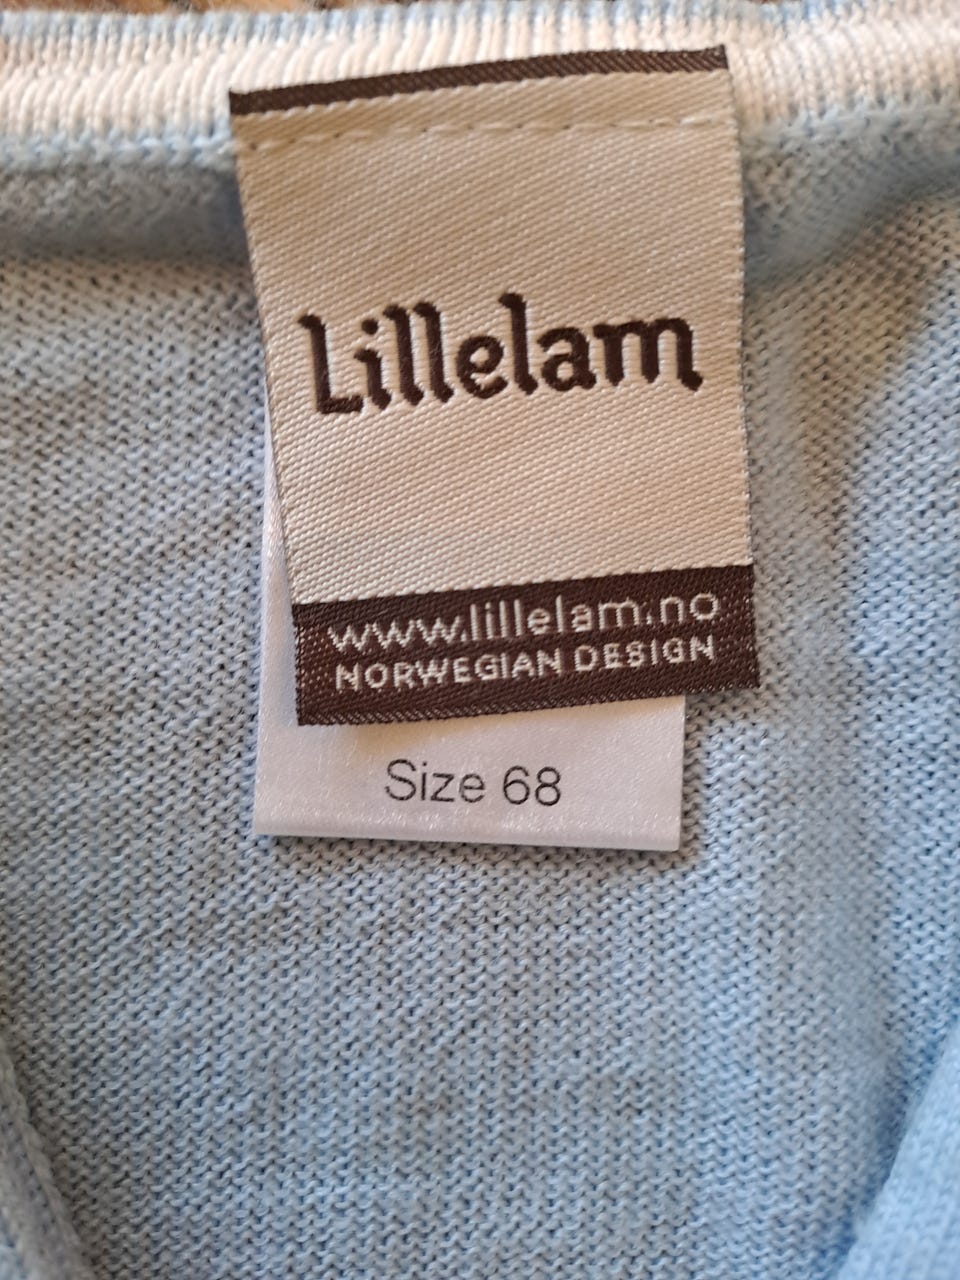 Lillelam
www.lillelam.no
NORWEGIAN DESIGN
Size 68